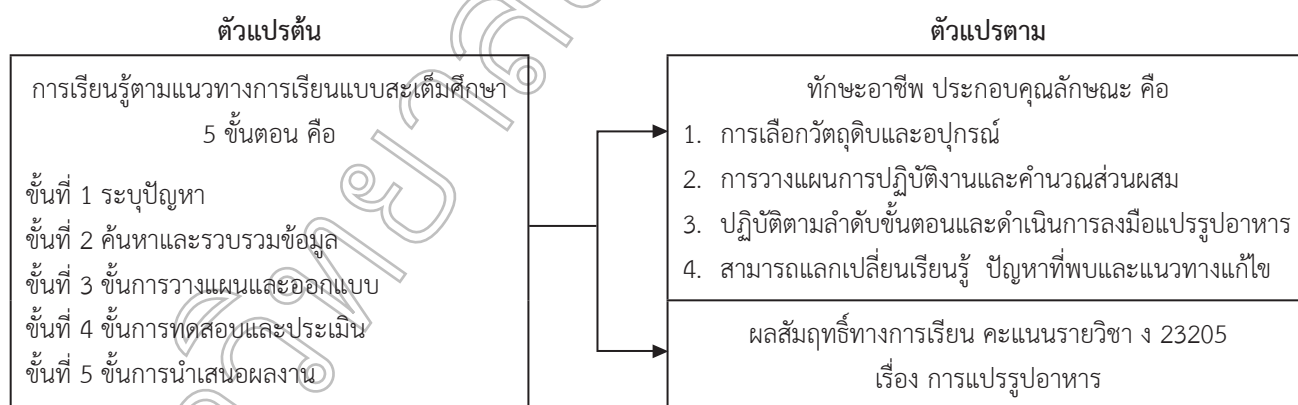 ตัวแปรต้น
การเรียนรู้ตามแนวทางการเรียนแบบสะเต็มศึกษา
5 ขั้นตอน คือ
ขั้นที่ 1 ระบุปัญหา
ขั้นที่ 2 ค้นหาและรวบรวมข้อมูล
ขั้นที่ 3 ขั้นการวางแผนและออกแบบ
ขั้นที่ 4 ขั้นการทดสอบและประเมิน
ขั้นที่ 5 ขั้นการนำเสนอผลงาน
ตัวแปรตาม
ทักษะอาชีพ ประกอบคุณลักษณะ คือ
1. การเลือกวัตถุดิบและอุปกรณ์
2. การวางแผนการปฏิบัติงานและคำนวณส่วนผสม
3. ปฏิบัติตามลำดับขั้นตอนและดำเนินการลงมือแปรรูปอาหาร
4. สามารถแลกเปลี่ยนเรียนรู้ ปัญหาที่พบและแนวทางแก้ไข
ผลสัมฤทธิ์ทางการเรียน คะแนนรายวิชา ง 23205
เรื่อง การแปรรูปอาหาร